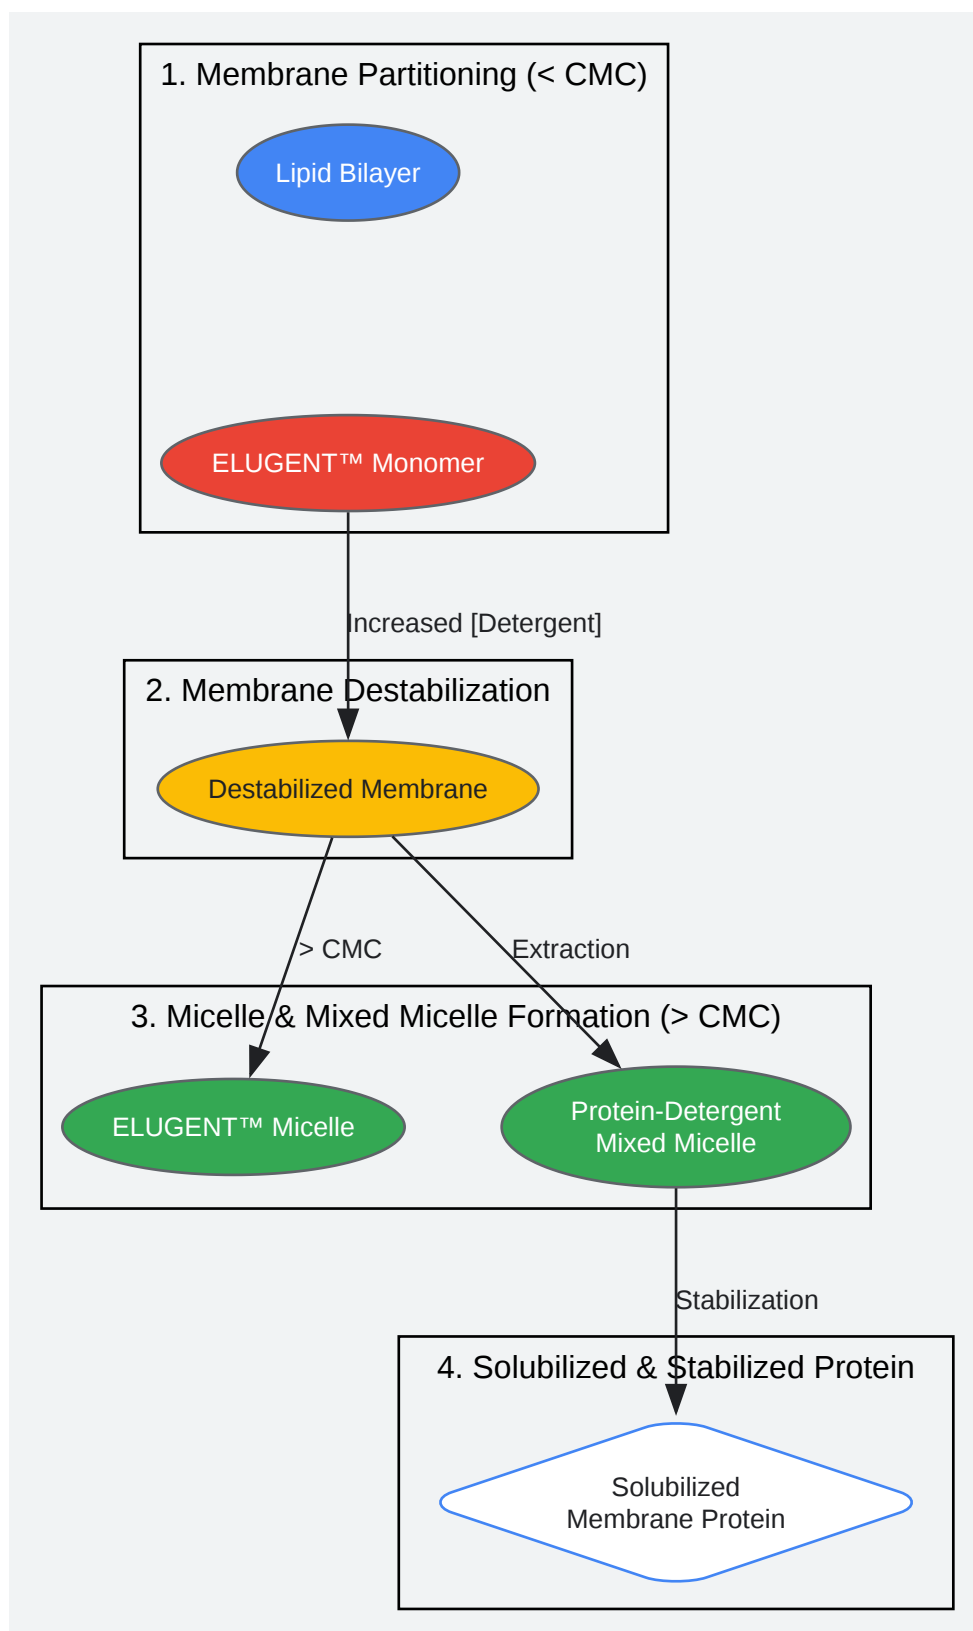 1. Membrane Partitioning (< CMC)
Lipid Bilayer
ELUGENT™ Monomer
Increased [Detergent]
2. Membrane Destabilization
Destabilized Membrane
> CMC
Extraction
3. Micelle & Mixed Micelle Formation (> CMC)
ELUGENT™ Micelle
Protein-Detergent
Mixed Micelle
Stabilization
4. Solubilized & Stabilized Protein
Solubilized
Membrane Protein